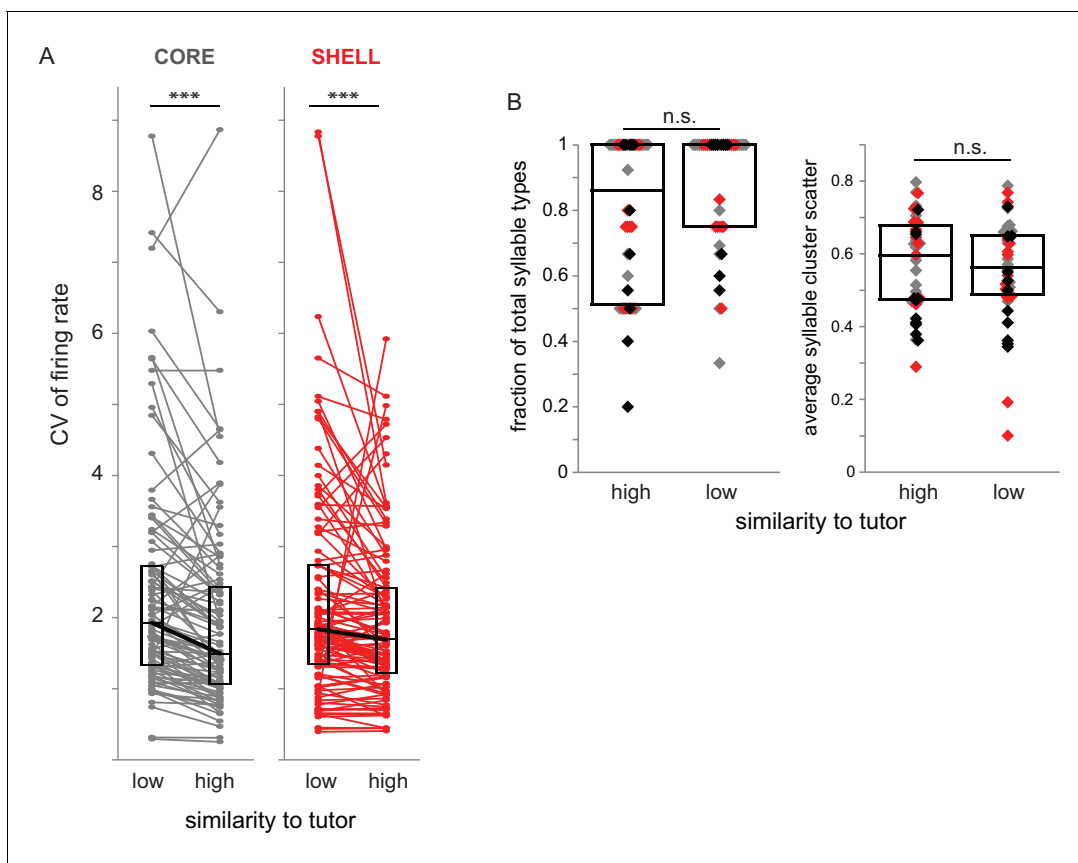 A
CORE
SHELL
***
***
CV of firing rate
8
6
4
2
low
high
low
high
similarity to tutor
B
n.s.
fraction of total syllable types
1
0.8
0.6
0.4
0.2
0
high
low
n.s.
average syllable cluster scatter
1
0.8
0.6
0.4
0.2
0
high
low
similarity to tutor